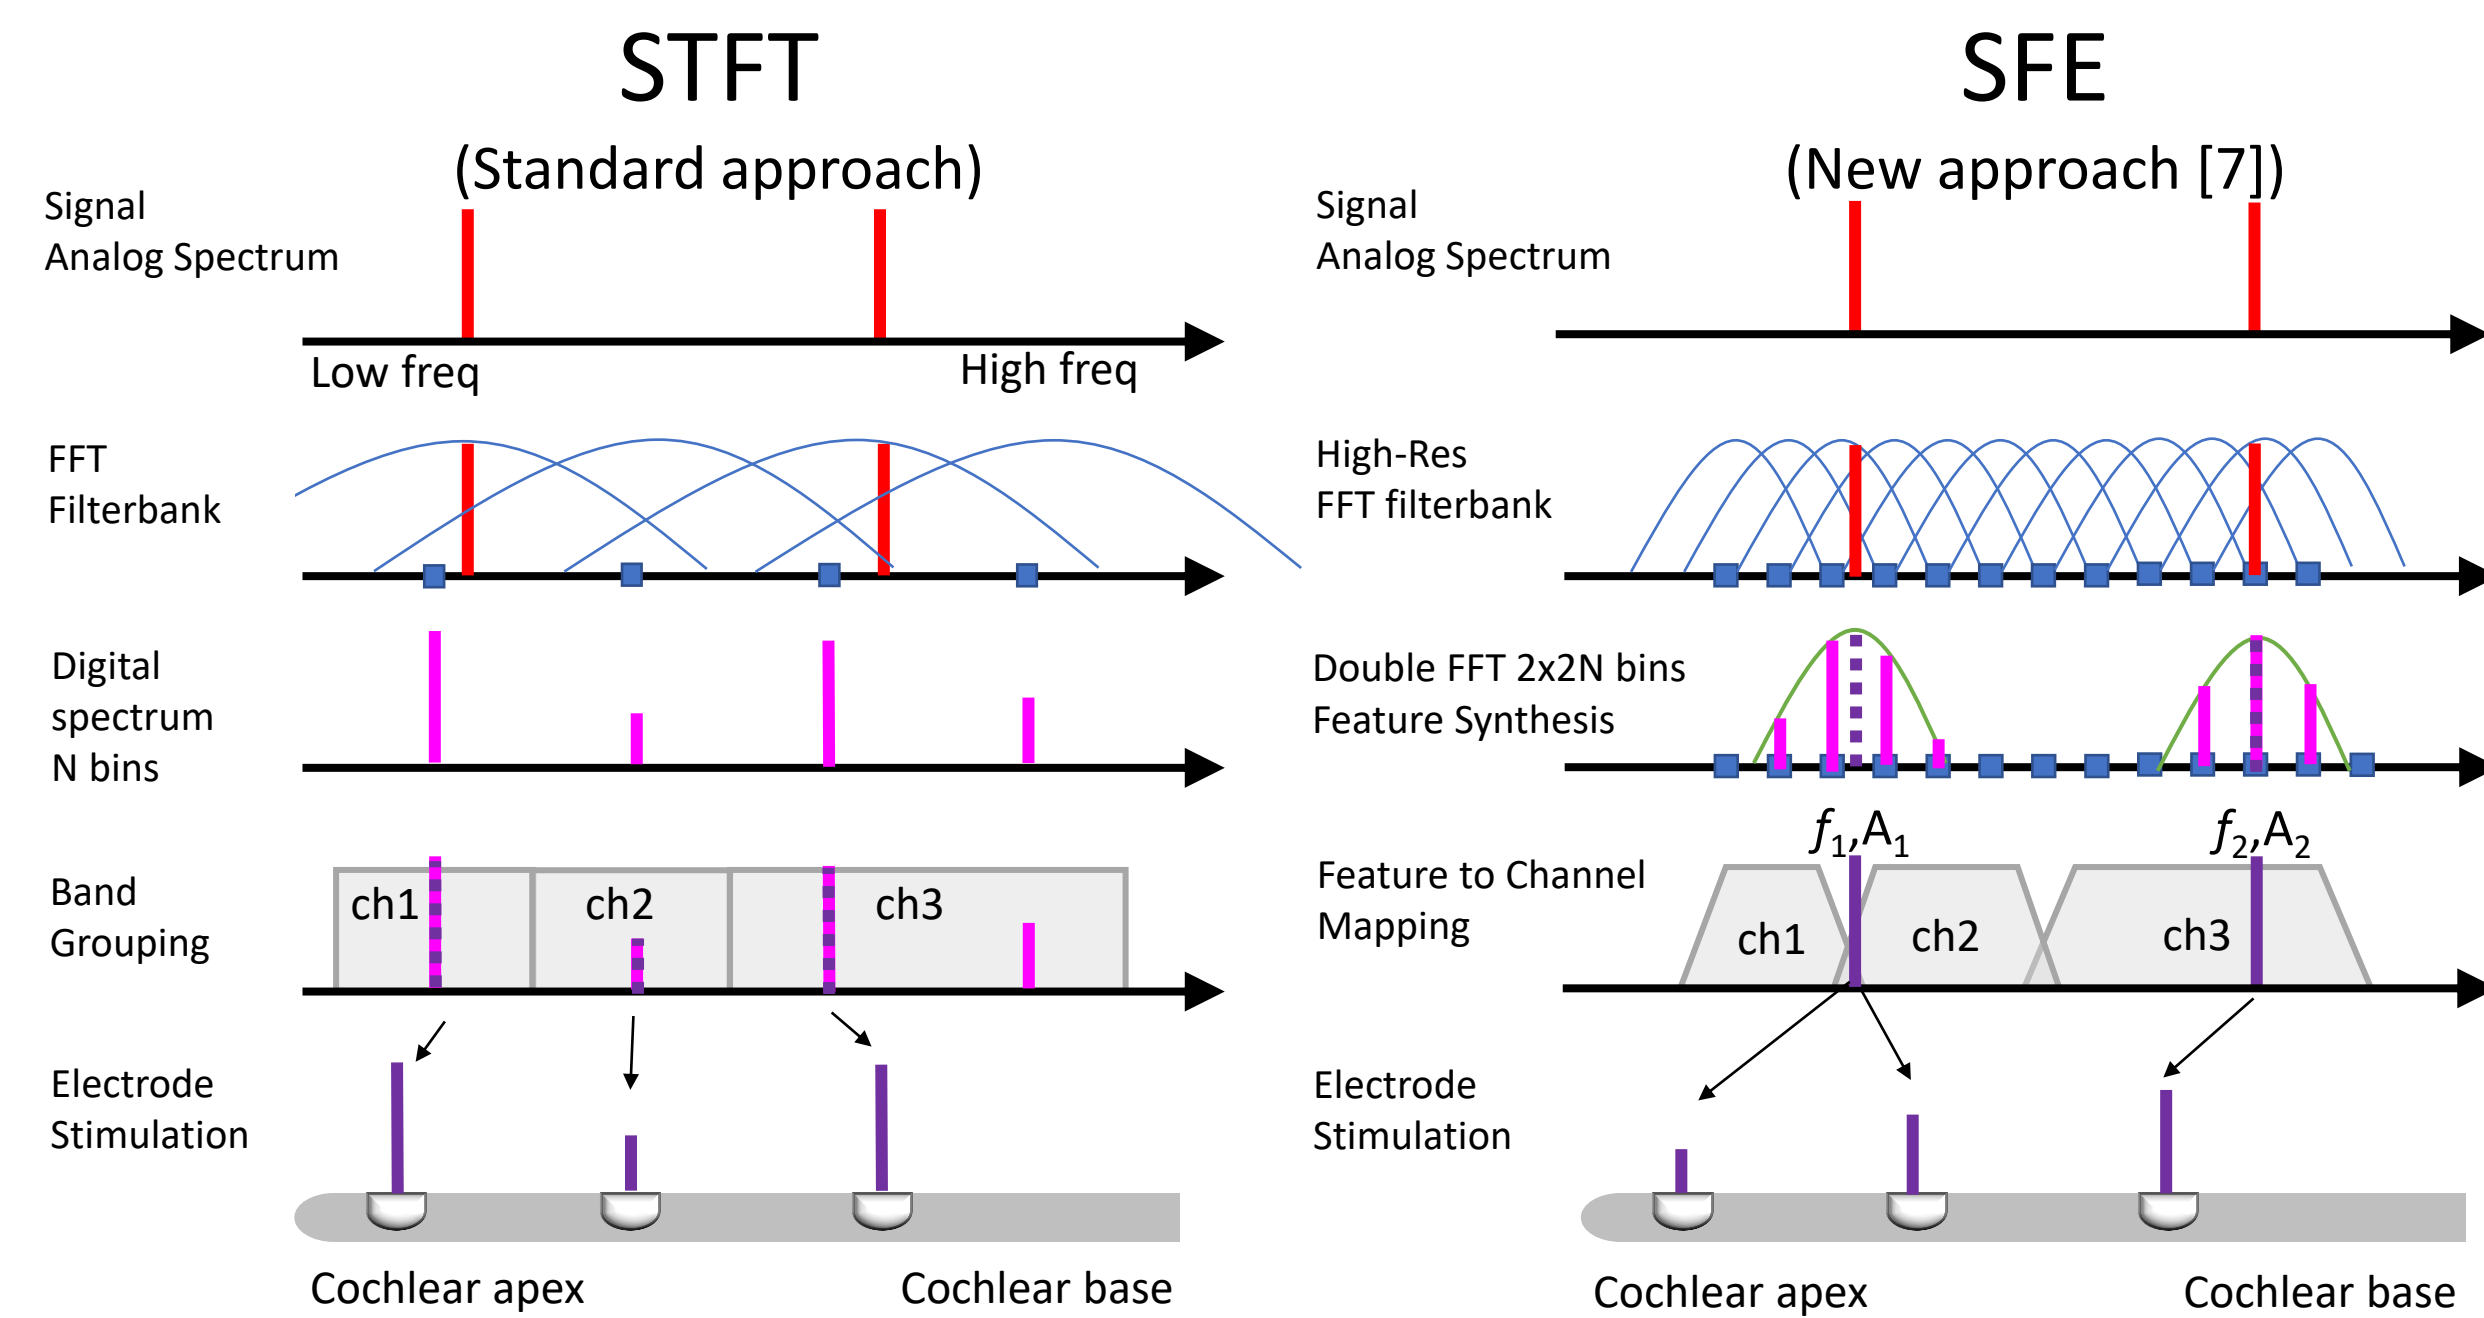 STFT
(Standard approach)
Signal
Analog Spectrum
Low freq
High freq
FFT
Filterbank
Digital
spectrum
N bins
Band
Grouping
ch1
ch2
ch3
Electrode
Stimulation
Cochlear apex
Cochlear base
SFE
(New approach [7])
Signal
Analog Spectrum
High-Res
FFT filterbank
Double FFT 2x2N bins
Feature Synthesis
f1,A1
f2,A2
Feature to Channel
Mapping
ch1
ch2
ch3
Electrode
Stimulation
Cochlear apex
Cochlear base